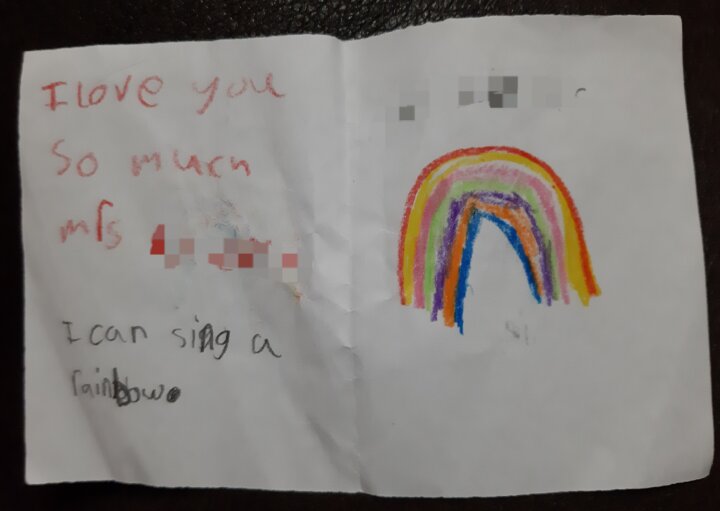 I love you
So much
mrs
I can sing a
rainbow.